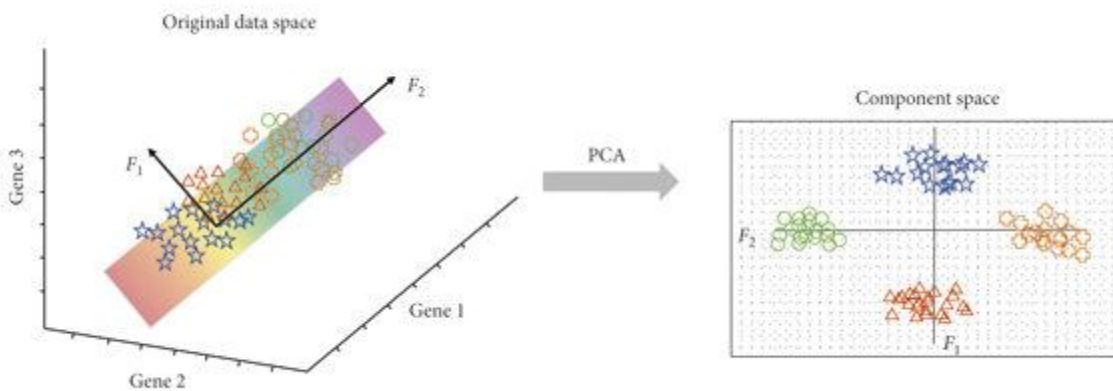 Original data space
F₂
F₁
Gene 3
Gene 1
Gene 2
PCA
Component space
F₂
F₁